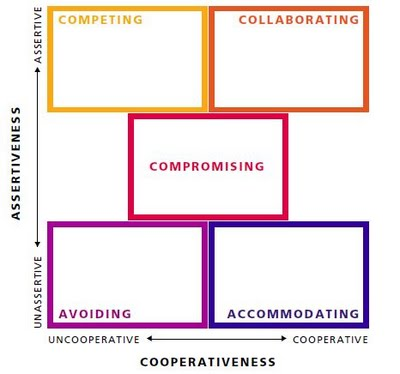 ASSERTIVE
COMPETING
COLLABORATING
ASSERTIVENESS
COMPROMISING
UNASSERTIVE
AVOIDING
ACCOMMODATING
UNCOOPERATIVE
COOPERATIVE
COOPERATIVENESS